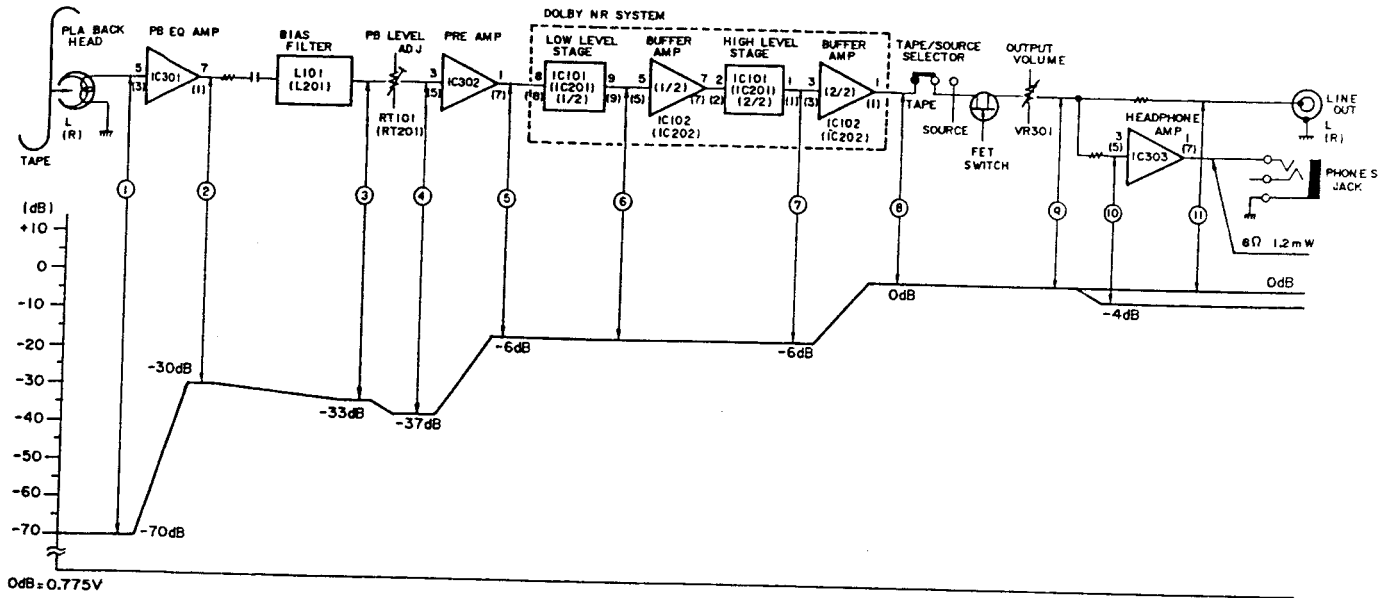 DOLBY NR SYSTEM
PLA BACK
HEAD
PB EQ AMP
BIAS
FILTER
PB LEVEL
ADJ
PRE AMP
LOW LEVEL
STAGE
BUFFER
AMP
HIGH LEVEL
STAGE
BUFFER
AMP
TAPE/SOURCE
SELECTOR
OUTPUT
VOLUME
5
(3)
IC301
7
(1)
L101
(L201)
3
(5)
IC302
1
(7)
8
(8)
IC101
(IC201)
(1/2)
9
(9)
5
(5)
(1/2)
7
(7)
2
(2)
IC101
(IC201)
(2/2)
1
(1)
3
(3)
(2/2)
1
(1)
TAPE
L
(R)
TAPE
RT101
(RT201)
IC102
(IC202)
IC102
(IC202)
SOURCE
FET
SWITCH
VR301
HEADPHONE
AMP
3
(5)
IC303
1
(7)
LINE
OUT
L
(R)
PHONES
JACK
8Ω 1.2mW
1
2
3
4
5
6
7
8
9
10
11
(dB)
+10
0
-10
-20
-30
-40
-50
-60
-70
-70dB
-30dB
-33dB
-37dB
-6dB
-6dB
0dB
-4dB
0dB
0dB=0.775V